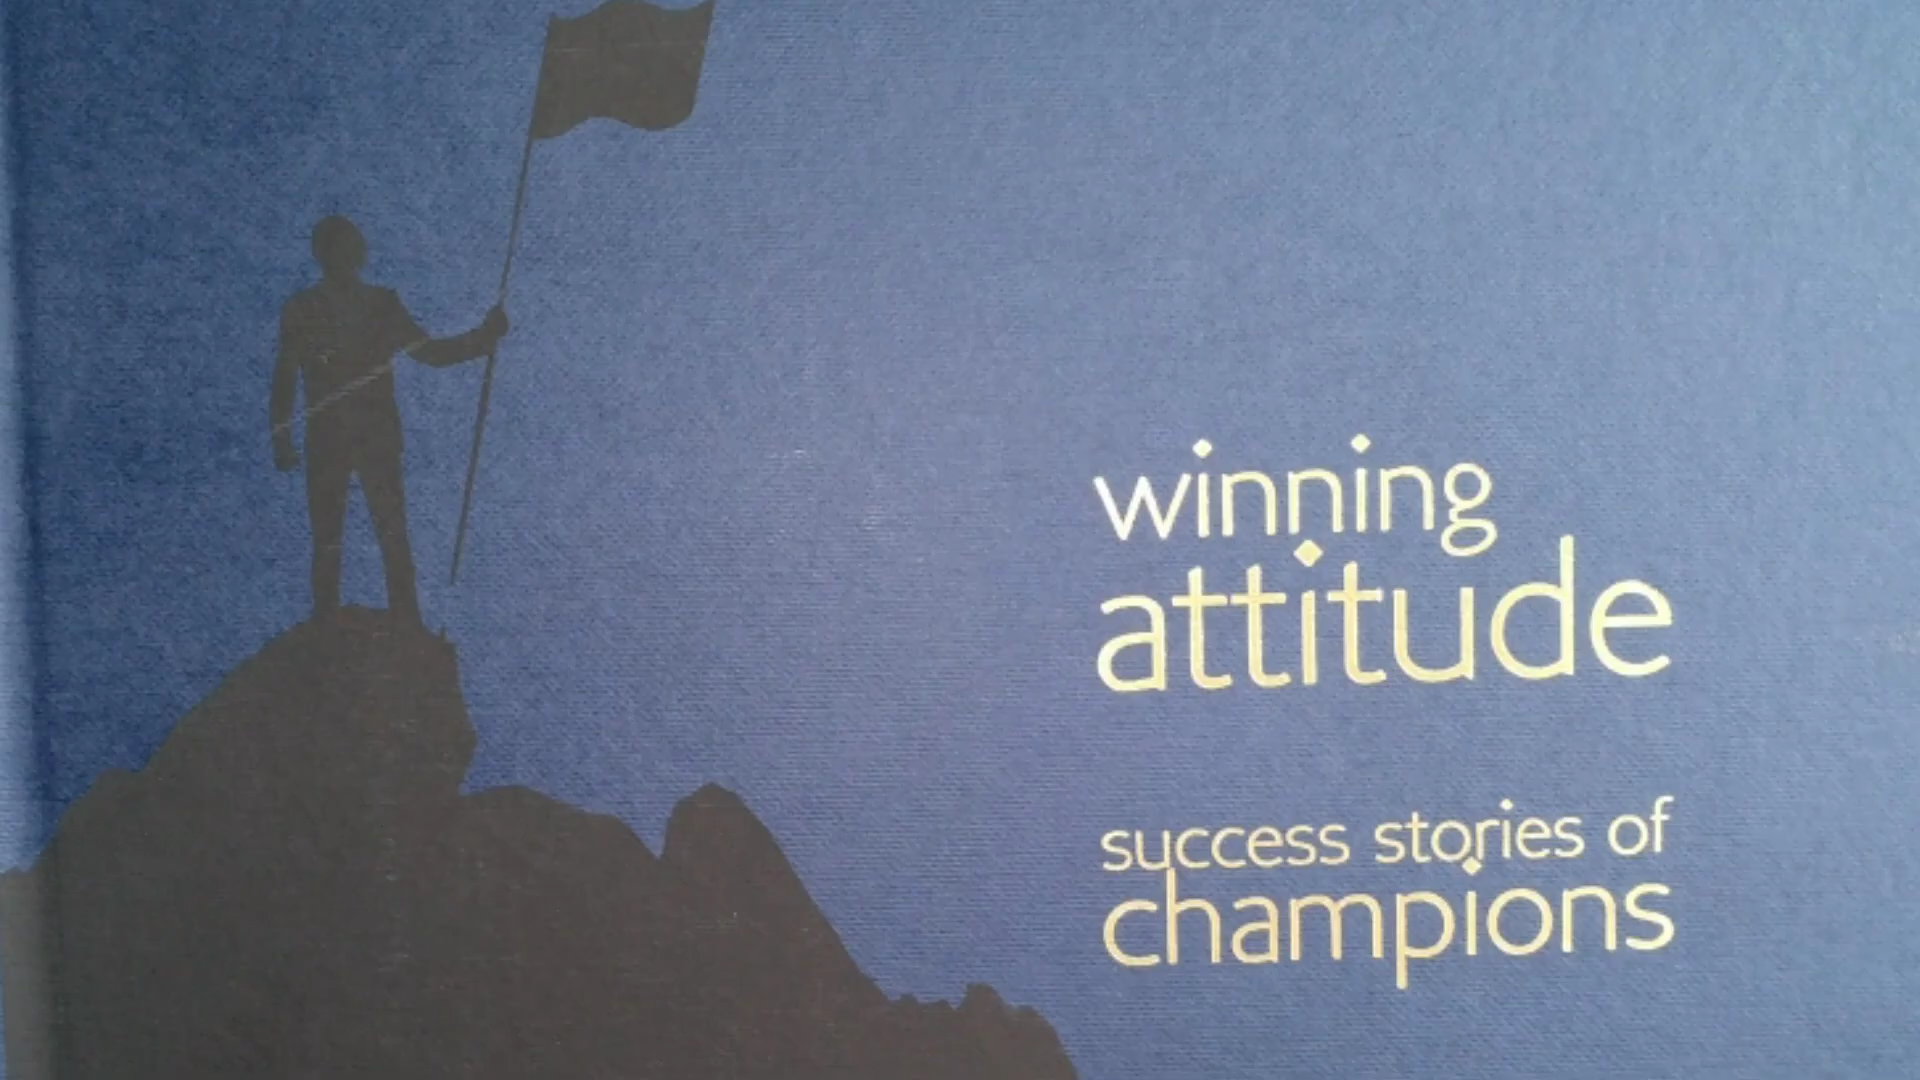 winning
attitude
success stories of
champions